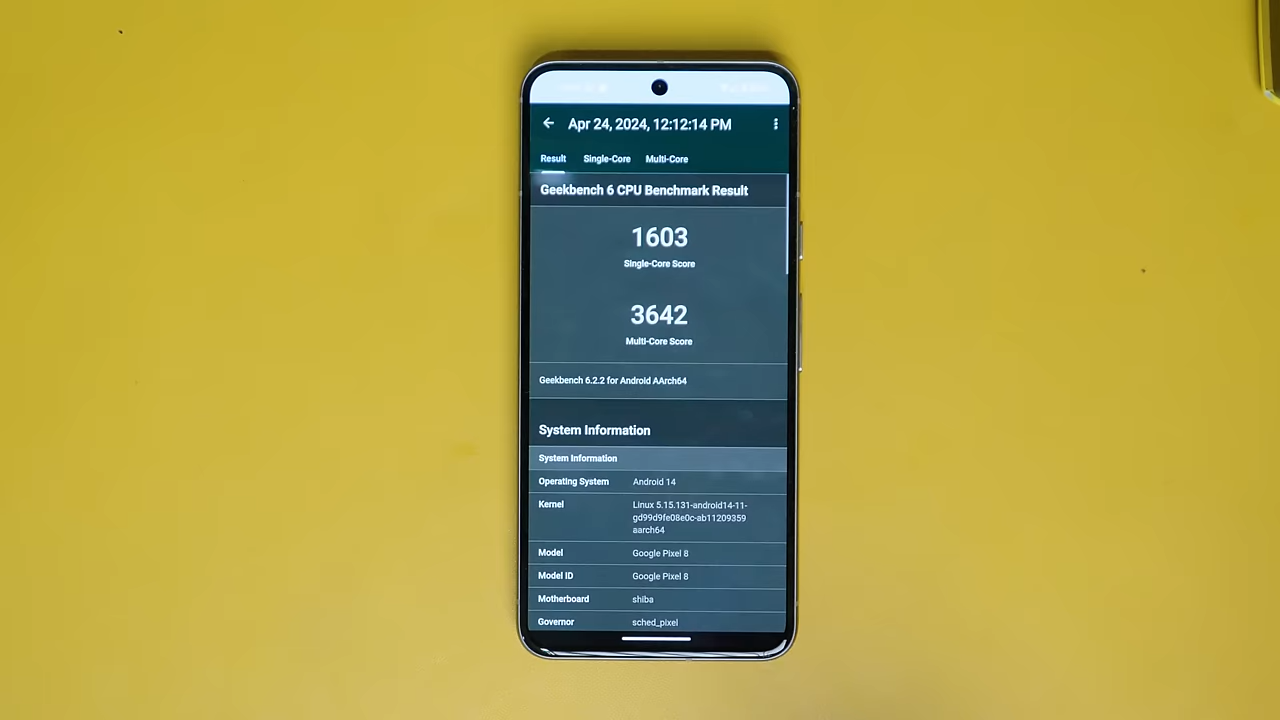 Apr 24, 2024, 12:12:14 PM
Result Single-Core Multi-Core
Geekbench 6 CPU Benchmark Result
1603
Single-Core Score
3642
Multi-Core Score
Geekbench 6.2.2 for Android AArch64
System Information
System Information
Operating System Android 14
Kernel Linux 5.15.131-android14-11-
gd99d9fe08e0c-ab11209359
aarch64
Model Google Pixel 8
Model ID Google Pixel 8
Motherboard shiba
Governor sched_pixel